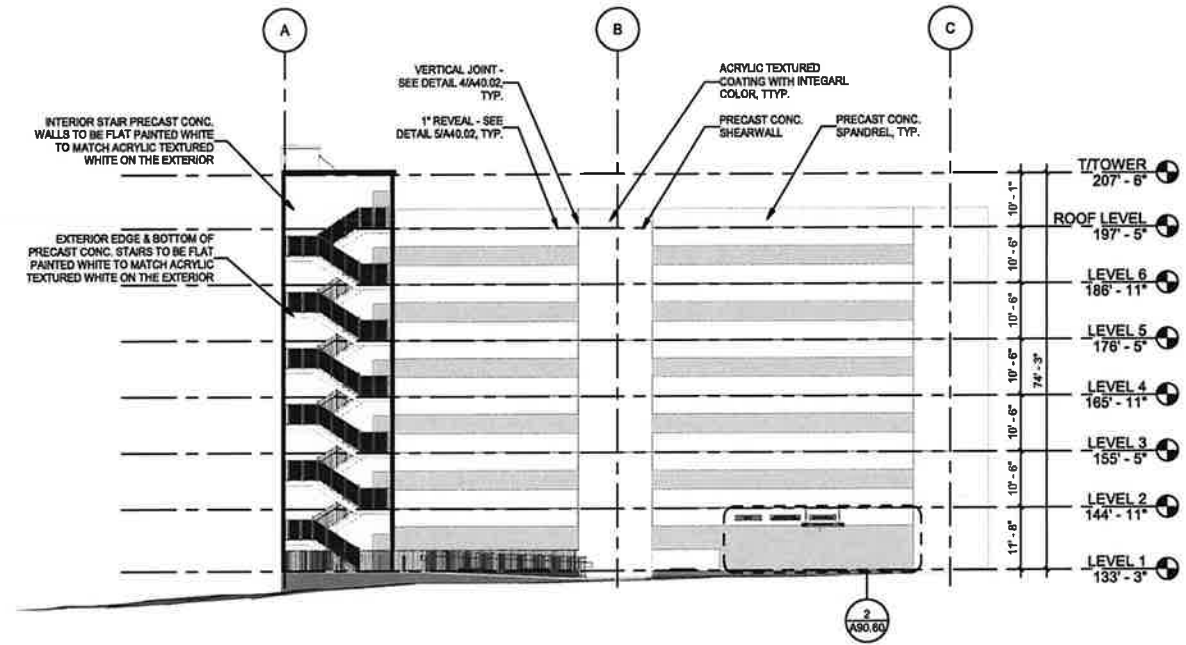 A
B
C
VERTICAL JOINT -
SEE DETAIL 4/A40.02,
TYP.
1" REVEAL - SEE
DETAIL 5/A40.02, TYP.
ACRYLIC TEXTURED
COATING WITH INTEGARL
COLOR, TTYP.
PRECAST CONC.
SHEARWALL
PRECAST CONC.
SPANDREL, TYP.
INTERIOR STAIR PRECAST CONC.
WALLS TO BE FLAT PAINTED WHITE
TO MATCH ACRYLIC TEXTURED
WHITE ON THE EXTERIOR
EXTERIOR EDGE & BOTTOM OF
PRECAST CONC. STAIRS TO BE FLAT
PAINTED WHITE TO MATCH ACRYLIC
TEXTURED WHITE ON THE EXTERIOR
T/TOWER
207' - 6"
10' - 1"
ROOF LEVEL
197' - 5"
10' - 6"
LEVEL 6
186' - 11"
10' - 6"
LEVEL 5
176' - 5"
10' - 6"
74' - 3"
LEVEL 4
165' - 11"
10' - 6"
LEVEL 3
155' - 5"
10' - 6"
LEVEL 2
144' - 11"
11' - 8"
LEVEL 1
133' - 3"
2
A90.60